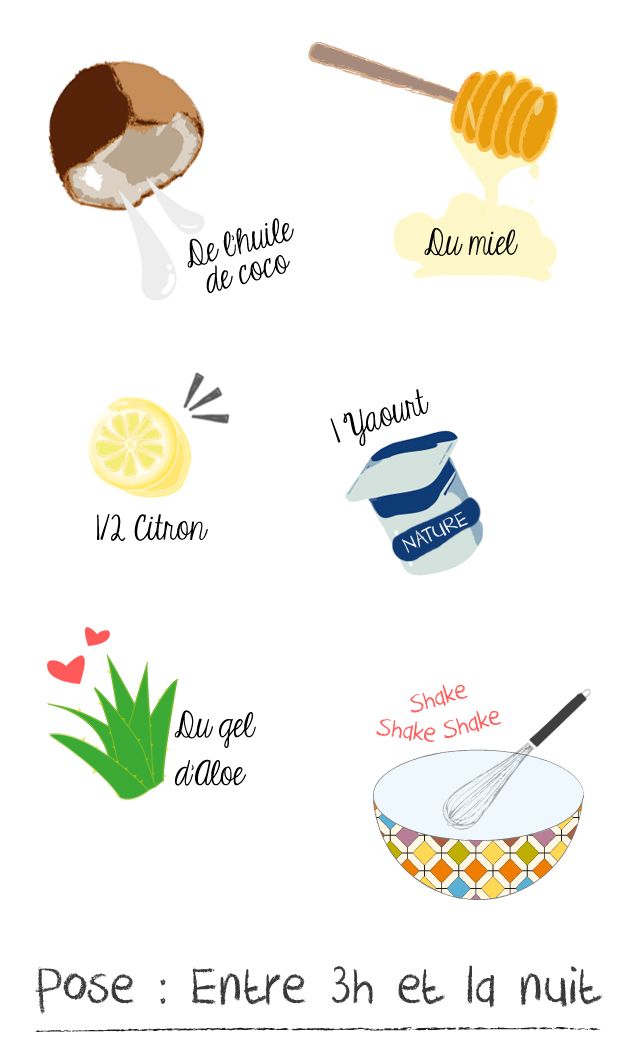 De l'huile
de coco
Du miel
1/2 Citron
1 Yaourt
NATURE
Du gel
d'Aloe
Shake
Shake Shake
Pose : Entre 3h et la nuit